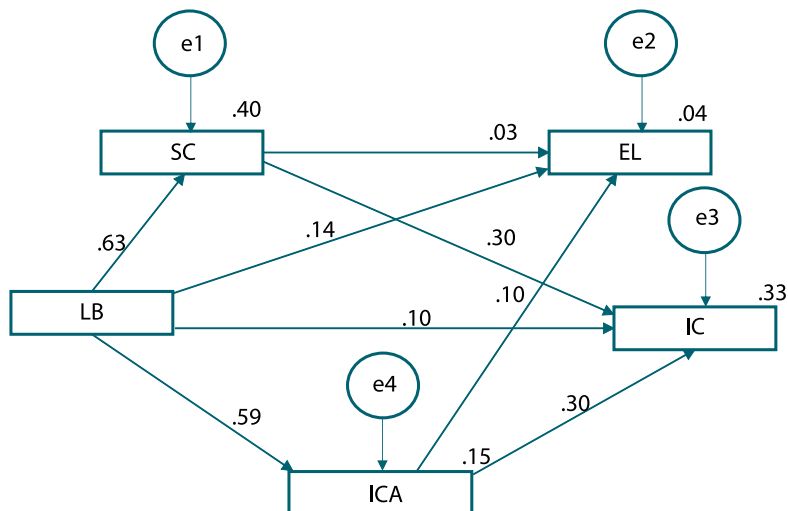 e1
e2
.40
.04
SC
.03
EL
e3
.63
.14
.30
.33
LB
.10
.10
IC
e4
.59
.30
.15
ICA